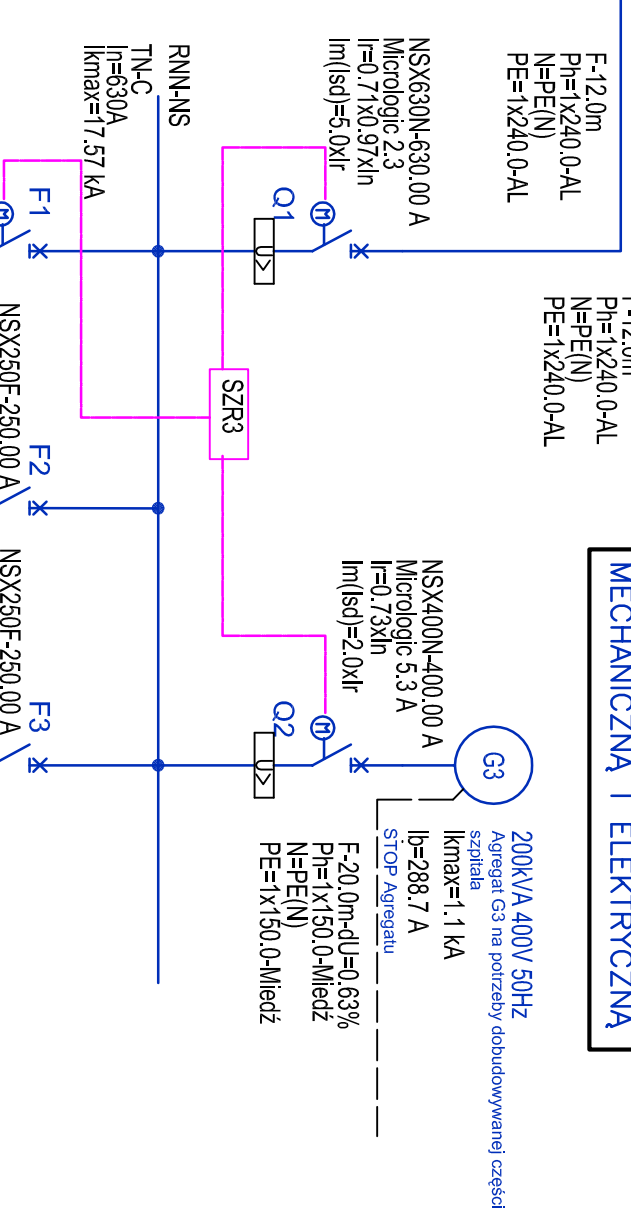 F-12.0m
Ph=1x240.0-AL
N=PE(N)
PE=1x240.0-AL
F-12.0m
Ph=1x240.0-AL
N=PE(N)
PE=1x240.0-AL
MECHANICZNĄ I ELEKTRYCZNĄ
NSX630N-630.00 A
Micrologic 2.3
Ir=0.71x0.97xIn
Im(Isd)=5.0xIr
Q1
M
U>
RNN-NS
TN-C
In=630A
Ikmax=17.57 kA
SZR3
NSX400N-400.00 A
Micrologic 5.3 A
Ir=0.73xIn
Im(Isd)=2.0xIr
Q2
M
U>
G3
200kVA 400V 50Hz
Agregat G3 na potrzeby dobudowywanej części
szpitala
Ikmax=1.1 kA
Ib=288.7 A
STOP Agregatu
F-20.0m-dU=0.63%
Ph=1x150.0-Miedź
N=PE(N)
PE=1x150.0-Miedź
F1
M
F2
NSX250F-250.00 A
F3
NSX250F-250.00 A